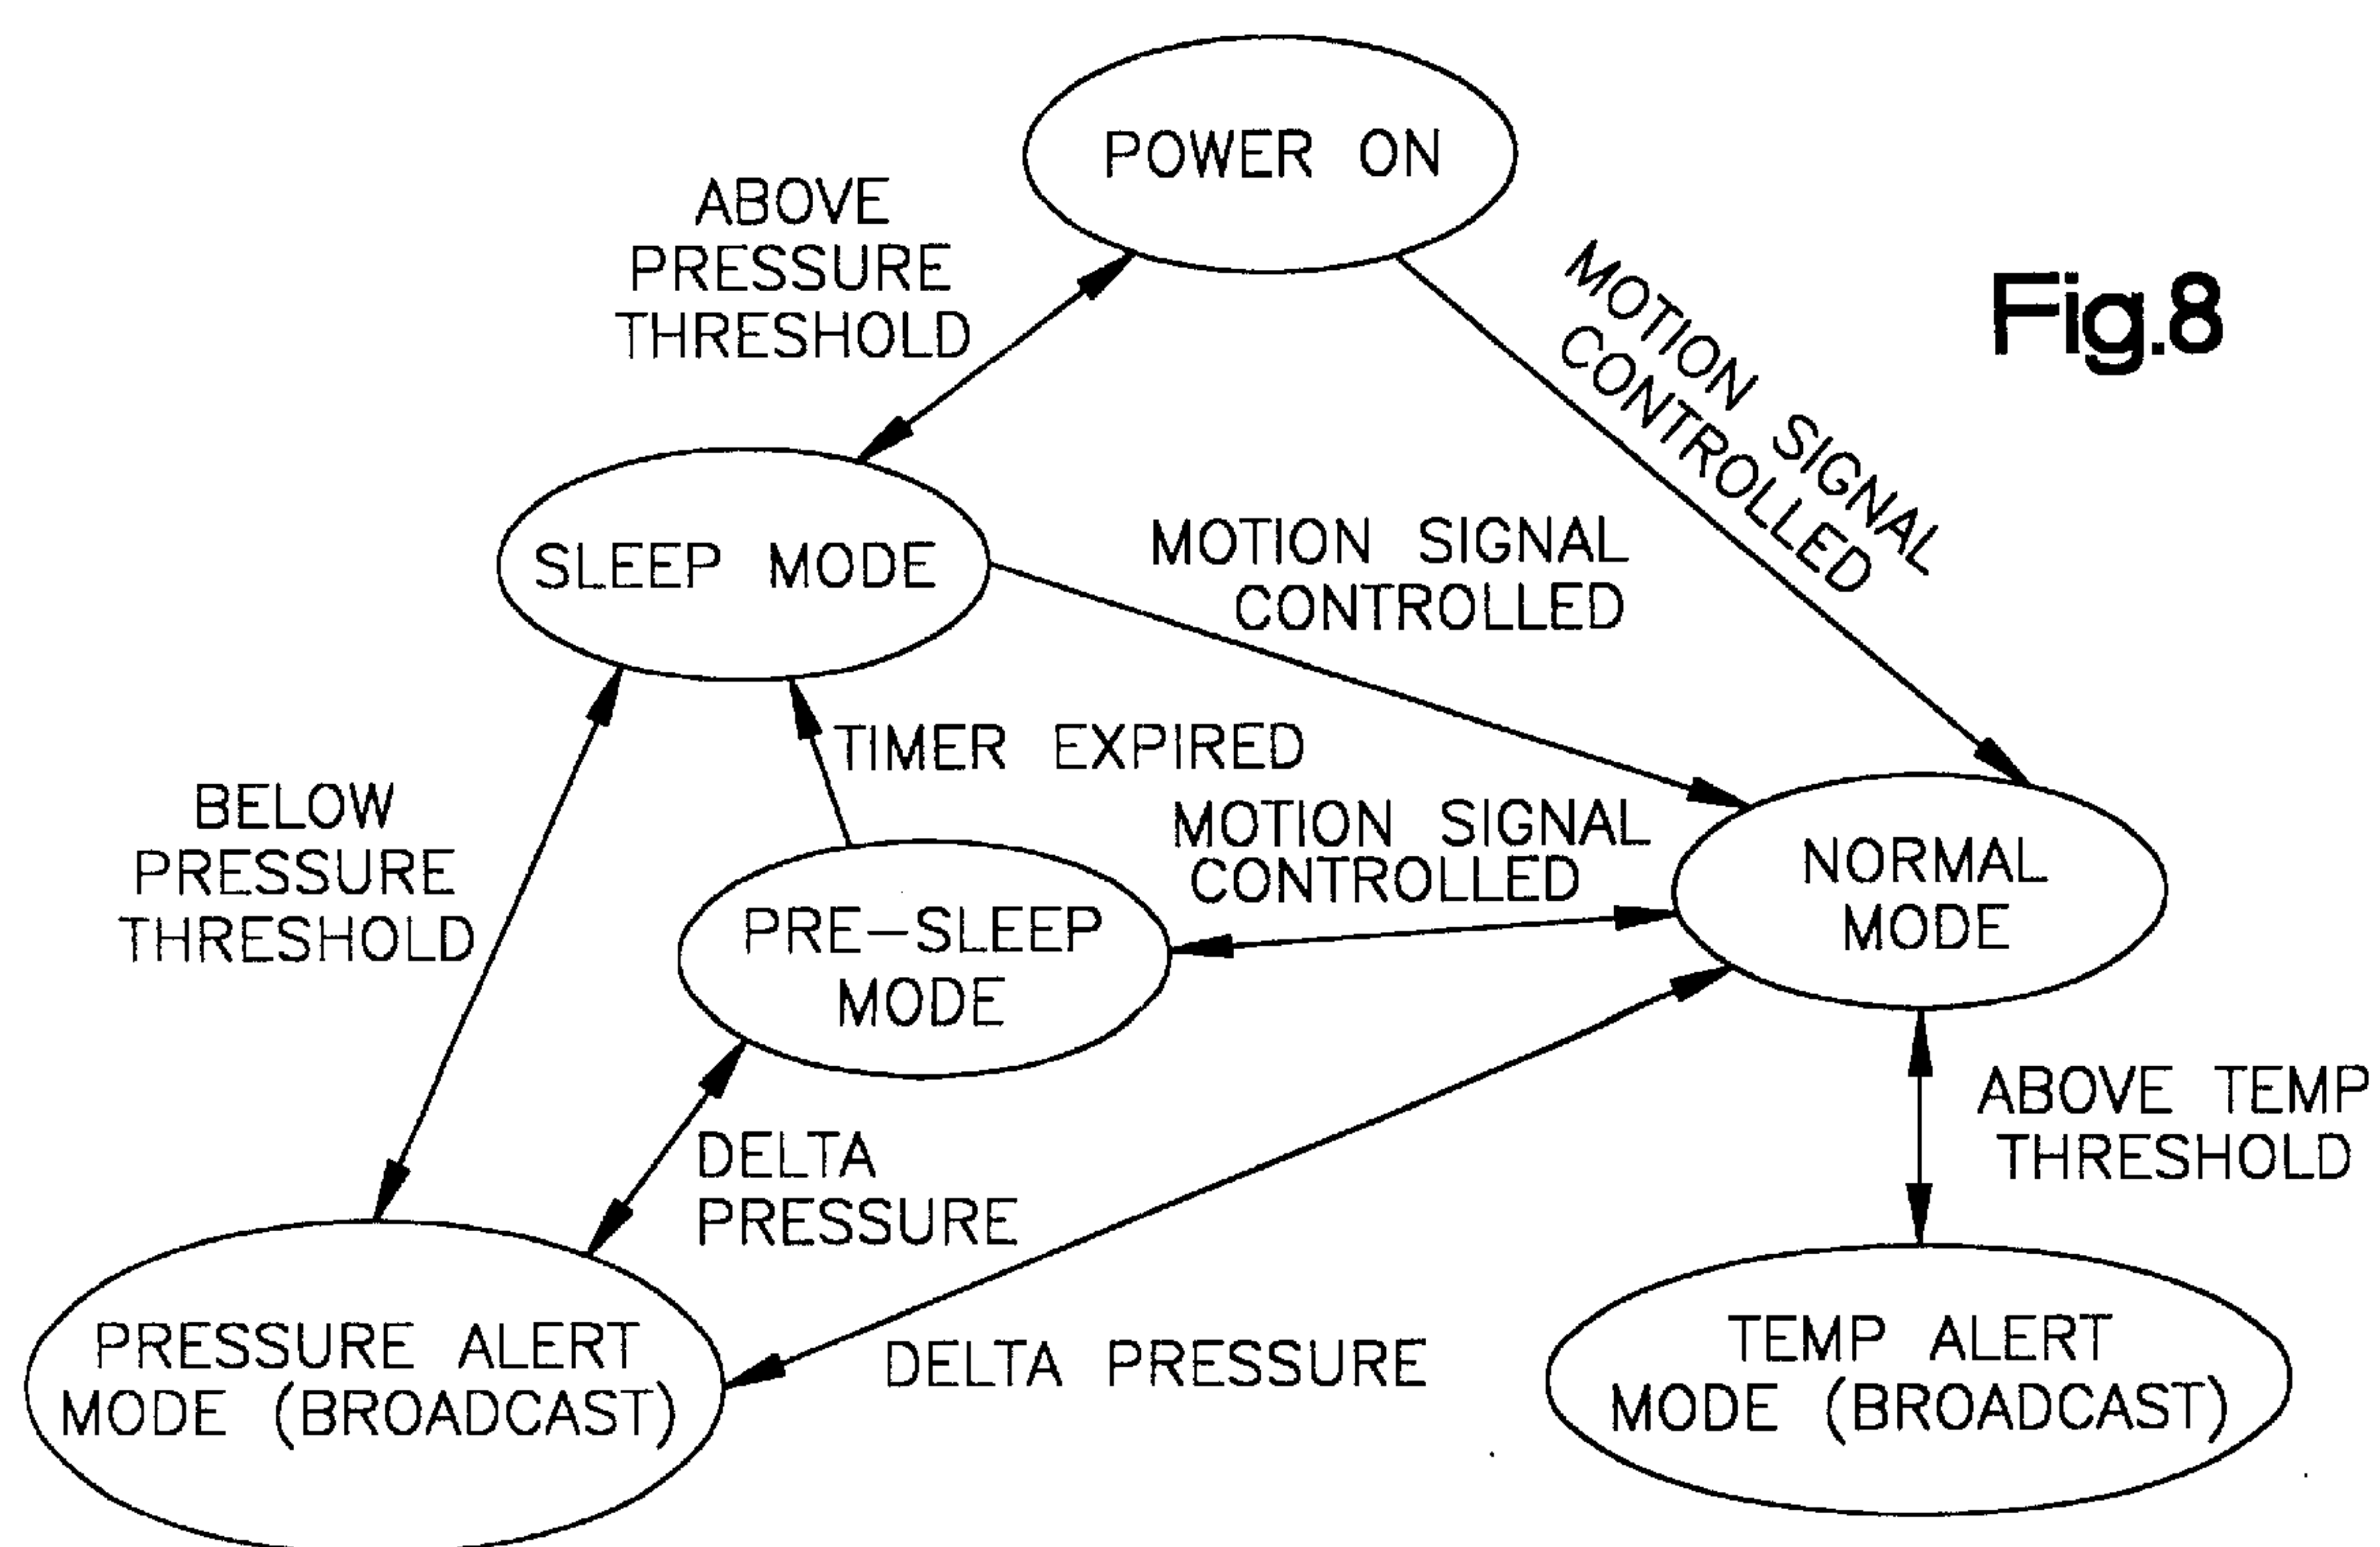 POWER ON
ABOVE
PRESSURE
THRESHOLD
MOTION SIGNAL
CONTROLLED
Fig.8
SLEEP MODE
MOTION SIGNAL
CONTROLLED
TIMER EXPIRED
BELOW
PRESSURE
THRESHOLD
MOTION SIGNAL
CONTROLLED
NORMAL
MODE
PRE-SLEEP
MODE
DELTA
PRESSURE
ABOVE TEMP
THRESHOLD
PRESSURE ALERT
MODE (BROADCAST)
DELTA PRESSURE
TEMP ALERT
MODE (BROADCAST)